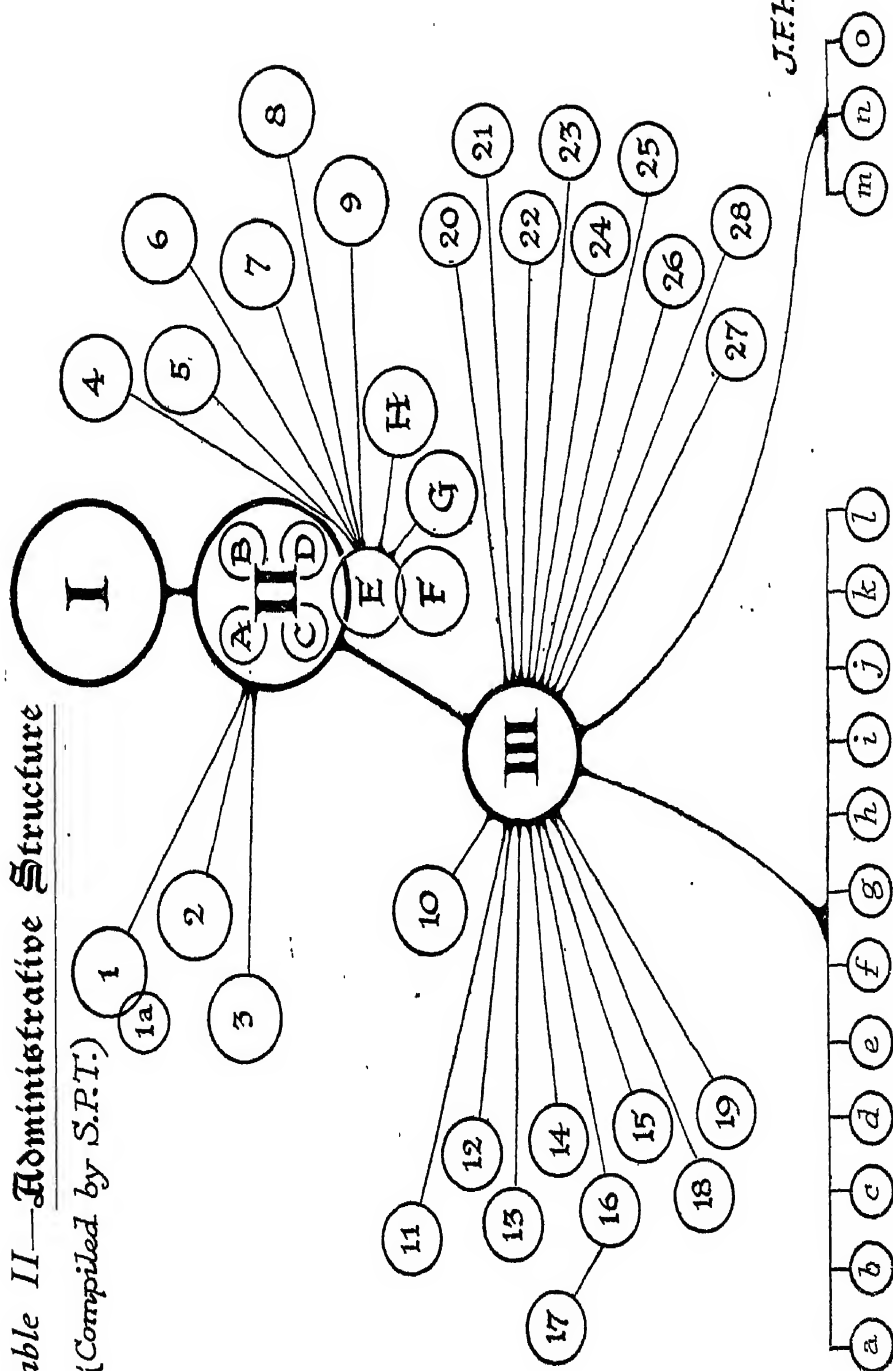 able II—Administrative Structure
(Compiled by S.P.T.)
I
II
A
B
C
D
E
F
G
H
1
1a
2
3
4
5
6
7
8
9
III
10
11
12
13
14
15
16
17
18
19
20
21
22
23
24
25
26
27
28
J.F.H
a
b
c
d
e
f
g
h
i
j
k
l
m
n
o